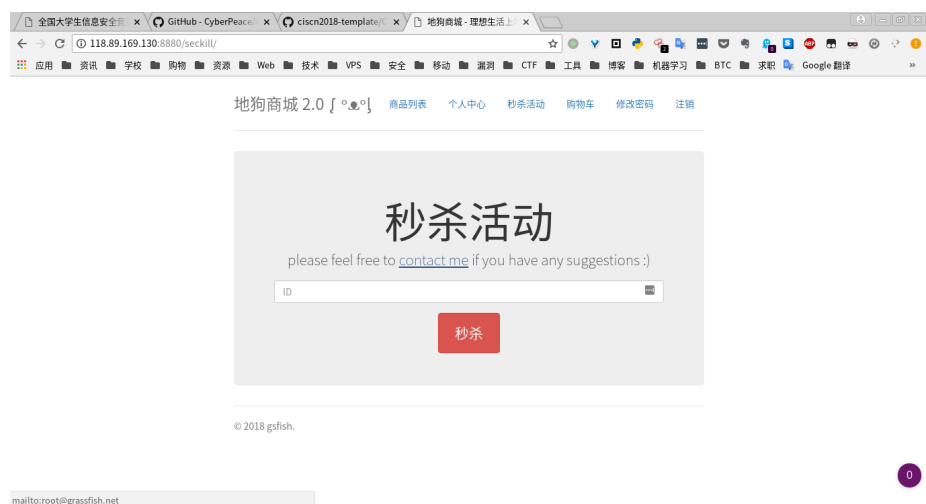 全国大学生信息安全竞
GitHub - CyberPeace/
ciscn2018-template/
地狗商城 - 理想生活上
118.89.169.130:8880/seckill/
应用 资讯 学校 购物 资源 Web 技术 VPS 安全 移动 漏洞 CTF 工具 博客 机器学习 BTC 求职 Google 翻译 »
地狗商城 2.0 ʃ ᵒᴥᵒʅ 商品列表 个人中心 秒杀活动 购物车 修改密码 注销
秒杀活动
please feel free to contact me if you have any suggestions :)
ID
秒杀
© 2018 gsfish.
0
mailto:root@grassfish.net